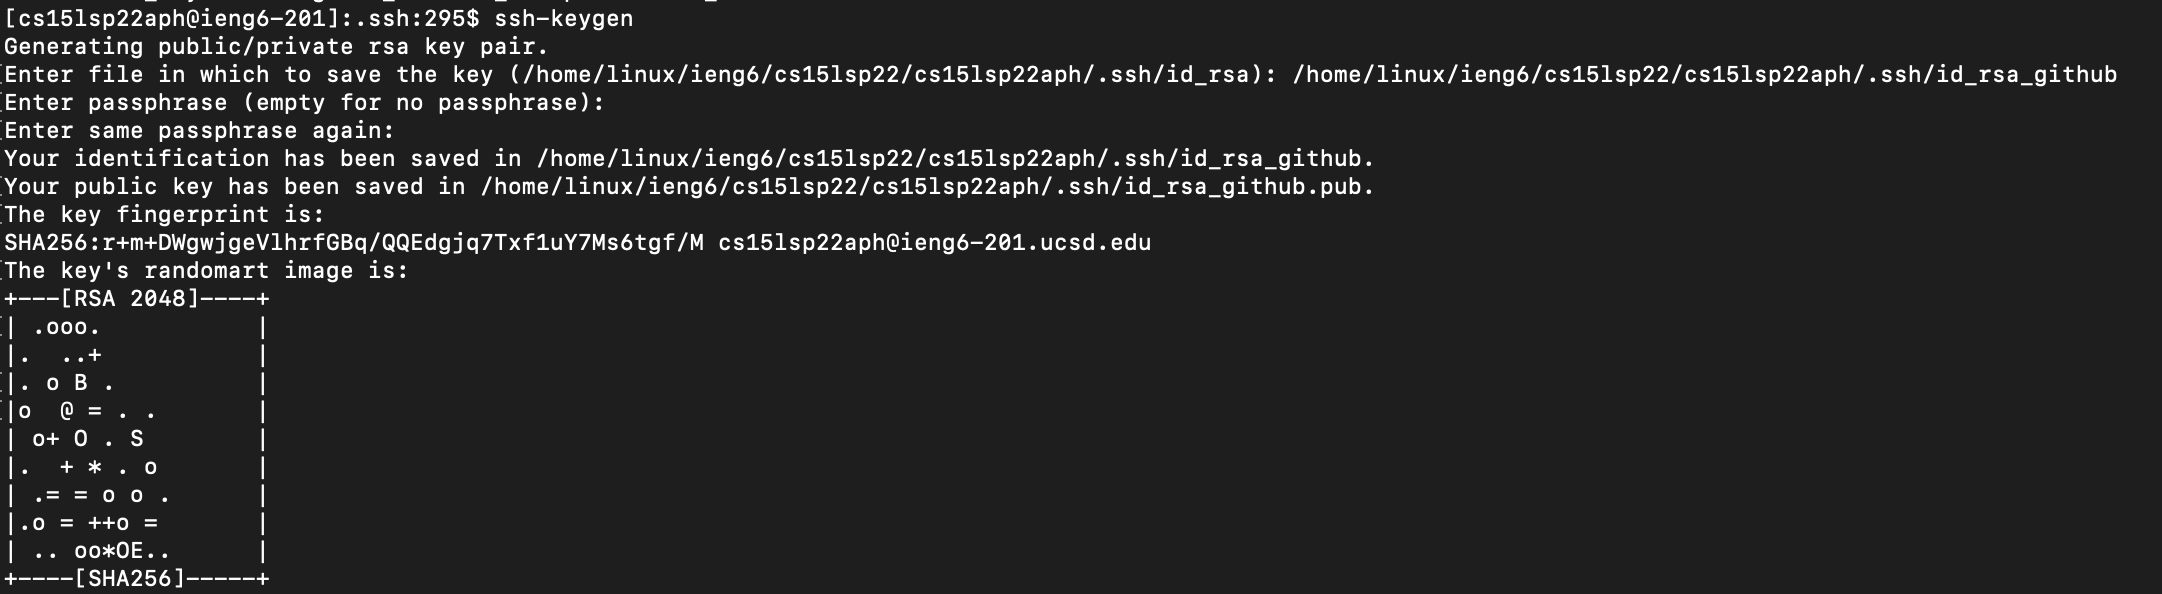 [cs15lsp22aph@ieng6-201]:.ssh:295$ ssh-keygen
Generating public/private rsa key pair.
Enter file in which to save the key (/home/linux/ieng6/cs15lsp22/cs15lsp22aph/.ssh/id_rsa): /home/linux/ieng6/cs15lsp22/cs15lsp22aph/.ssh/id_rsa_github
Enter passphrase (empty for no passphrase):
Enter same passphrase again:
Your identification has been saved in /home/linux/ieng6/cs15lsp22/cs15lsp22aph/.ssh/id_rsa_github.
Your public key has been saved in /home/linux/ieng6/cs15lsp22/cs15lsp22aph/.ssh/id_rsa_github.pub.
The key fingerprint is:
SHA256:r+m+DWgwjgeVlhrfGBq/QQEdgjq7Txf1uY7Ms6tgf/M cs15lsp22aph@ieng6-201.ucsd.edu
The key's randomart image is:
+---[RSA 2048]----+
| .ooo.           |
|.  ..+           |
|. o B .          |
|o  @ = . .       |
| o+ O . S        |
|.  + * . o       |
| .= = o o .      |
|.o = ++o =       |
| .. oo*OE..      |
+----[SHA256]-----+